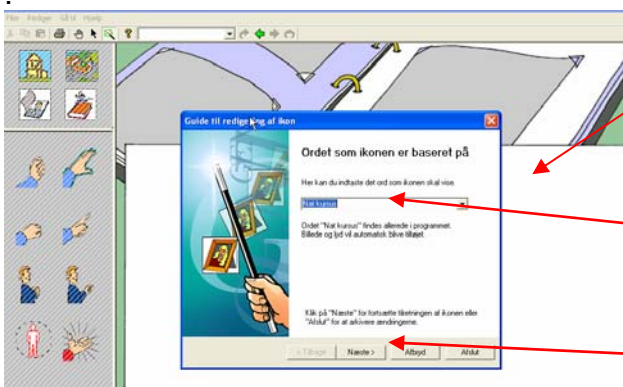 Filer Rediger Gå til Hjælp
Guide til redigering af ikon
Ordet som ikonen er baseret på
Her kan du indtaste det ord som ikonen skal vise.
Nat kursus
Ordet "Nat kursus" findes allerede i programmet.
Billede og lyd vil automatisk blive tilføjet.
Klik på "Næste" for fortsætte tilretningen af ikonen eller
"Afslut" for at arkivere ændringerne.
< Tilbage Næste > Afbryd Afslut